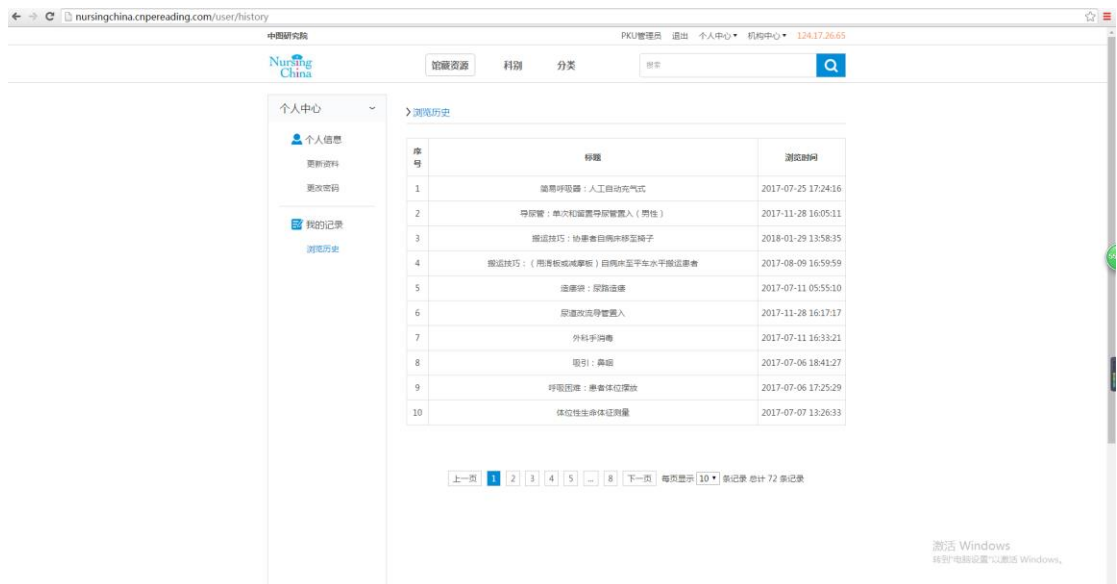 nursingchina.cnpereading.com/user/history
中图研究院 PKU管理员 退出 个人中心 机构中心 124.17.26.65
Nursing
China
馆藏资源 科别 分类 搜索
个人中心
个人信息
更新资料
更改密码
我的记录
浏览历史
浏览历史
序号 标题 浏览时间
1 简易呼吸器：人工自动充气式 2017-07-25 17:24:16
2 导尿管：单次和留置导尿管置入（男性） 2017-11-28 16:05:11
3 搬运技巧：协患者自病床移至椅子 2018-01-29 13:58:35
4 搬运技巧：（用滑板或减摩板）自病床至平车水平搬运患者 2017-08-09 16:59:59
5 造瘘袋：尿路造瘘 2017-07-11 05:55:10
6 尿道改流导管置入 2017-11-28 16:17:17
7 外科手消毒 2017-07-11 16:33:21
8 吸引：鼻咽 2017-07-06 18:41:27
9 呼吸困难：患者体位摆放 2017-07-06 17:25:29
10 体位性生命体征测量 2017-07-07 13:26:33
上一页 1 2 3 4 5 ... 8 下一页 每页显示 10 条记录 总计 72 条记录
激活 Windows
转到"电脑设置"以激活 Windows。